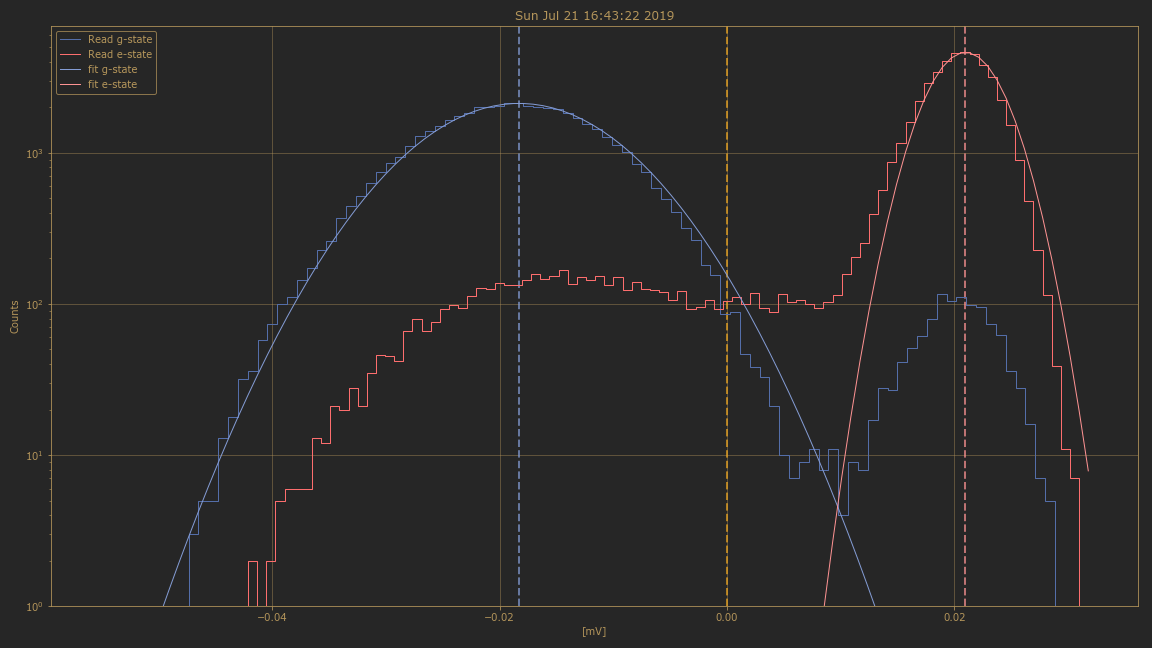 Sun Jul 21 16:43:22 2019
Read g-state
Read e-state
fit g-state
fit e-state
Counts
10³
10²
10¹
10⁰
−0.04
−0.02
0.00
0.02
[mV]